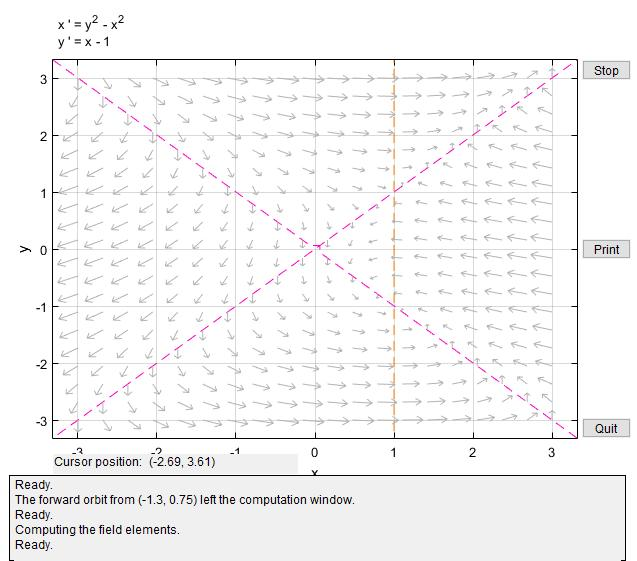 x ' = y² - x²
y ' = x - 1
Stop
3
2
1
y
0
Print
-1
-2
-3
Quit
-3 -2 -1 0 1 2 3
Cursor position: (-2.69, 3.61)
x
Ready.
The forward orbit from (-1.3, 0.75) left the computation window.
Ready.
Computing the field elements.
Ready.